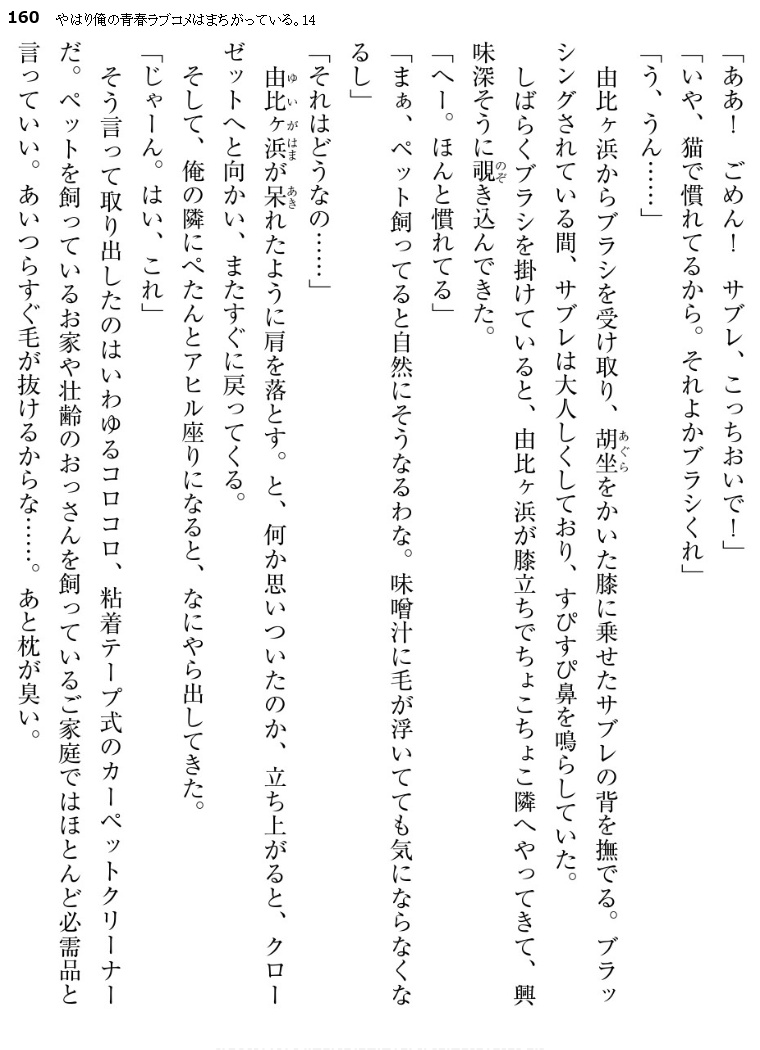 160 やはり俺の青春ラブコメはまちがっている。14
「ああ！　ごめん！　サブレ、こっちおいで！」
「いや、猫で慣れてるから。それよかブラシくれ」
「う、うん……」
　由比ヶ浜からブラシを受け取り、胡坐をかいた膝に乗せたサブレの背を撫でる。ブラッ
シングされている間、サブレは大人しくしており、すぴすぴ鼻を鳴らしていた。
　しばらくブラシを掛けていると、由比ヶ浜が膝立ちでちょこちょこ隣へやってきて、興
味深そうに覗き込んできた。
「へー。ほんと慣れてる」
「まぁ、ペット飼ってると自然にそうなるわな。味噌汁に毛が浮いてても気にならなくな
るし」
「それはどうなの……」
　由比ヶ浜が呆れたように肩を落とす。と、何か思いついたのか、立ち上がると、クロー
ゼットへと向かい、またすぐに戻ってくる。
　そして、俺の隣にぺたんとアヒル座りになると、なにやら出してきた。
「じゃーん。はい、これ」
　そう言って取り出したのはいわゆるコロコロ、粘着テープ式のカーペットクリーナー
だ。ペットを飼っているお家や壮齢のおっさんを飼っているご家庭ではほとんど必需品と
言っていい。あいつらすぐ毛が抜けるからな……。あと枕が臭い。